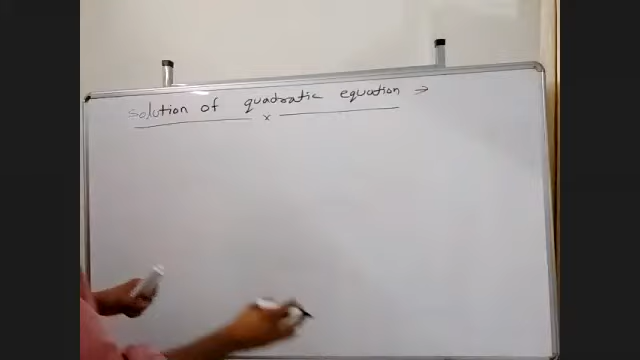 Solution of quadratic equation →
x